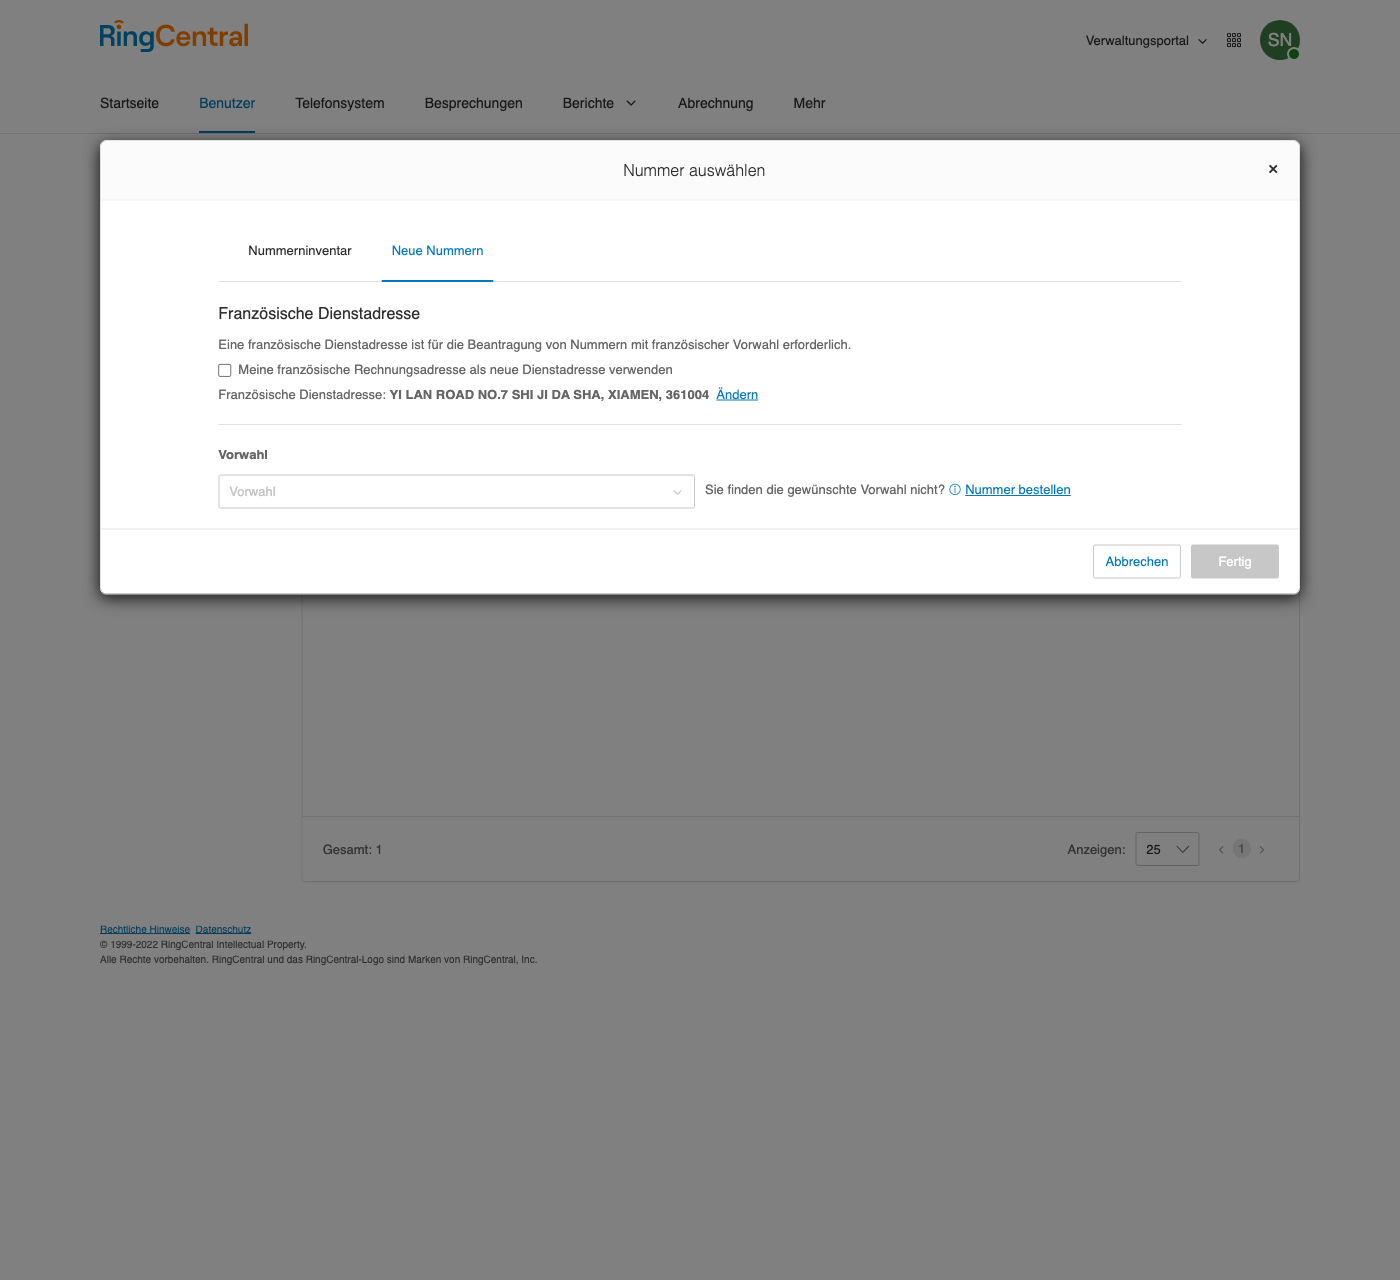 RingCentral
Verwaltungsportal
SN
Startseite Benutzer Telefonsystem Besprechungen Berichte Abrechnung Mehr
Nummer auswählen
Nummerninventar Neue Nummern
Französische Dienstadresse
Eine französische Dienstadresse ist für die Beantragung von Nummern mit französischer Vorwahl erforderlich.
Meine französische Rechnungsadresse als neue Dienstadresse verwenden
Französische Dienstadresse: YI LAN ROAD NO.7 SHI JI DA SHA, XIAMEN, 361004 Ändern
Vorwahl
Vorwahl
Sie finden die gewünschte Vorwahl nicht? Nummer bestellen
Abbrechen Fertig
Gesamt: 1
Anzeigen: 25 1
Rechtliche Hinweise Datenschutz
© 1999-2022 RingCentral Intellectual Property.
Alle Rechte vorbehalten. RingCentral und das RingCentral-Logo sind Marken von RingCentral, Inc.